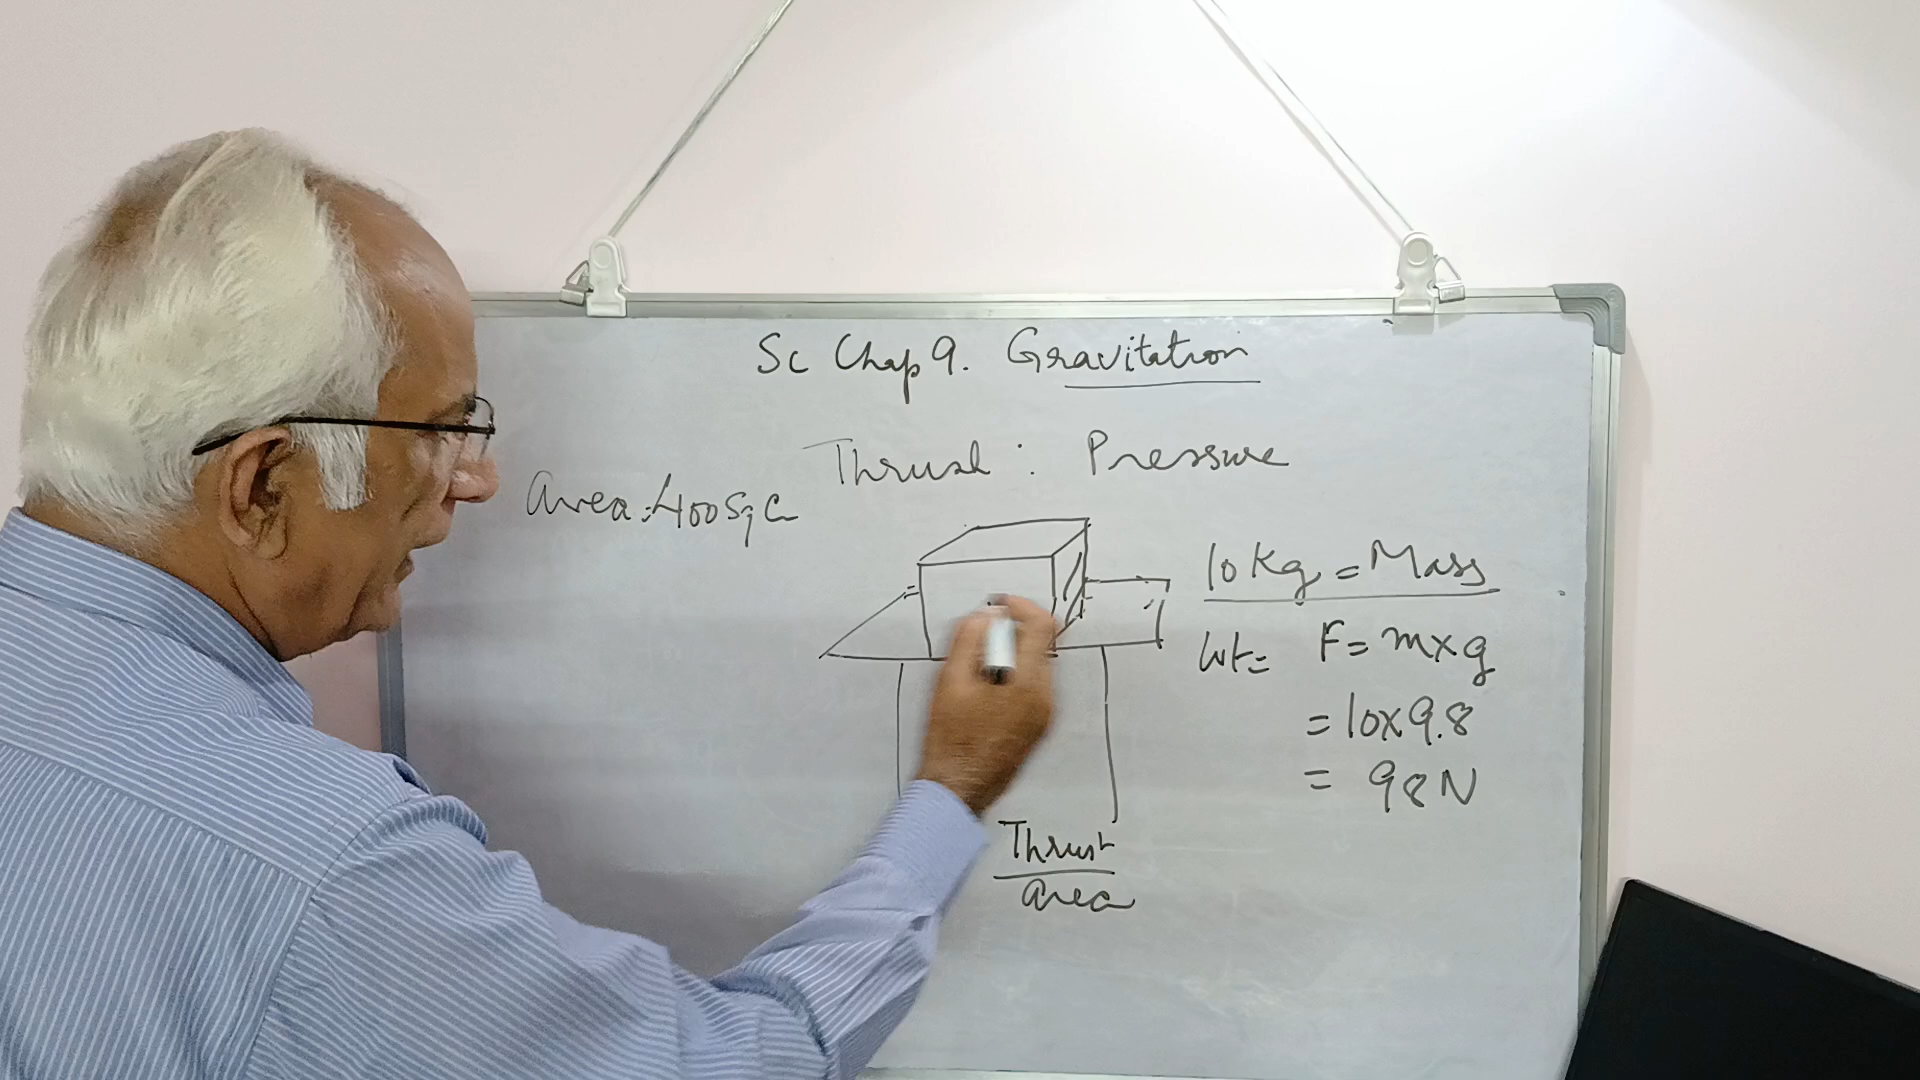 Sc Chap 9. Gravitation
Thrust : Pressure
Area = 400 Sq c
10 Kg = Mass
Wt = F = m x g
= 10 x 9.8
= 98 N
Thrust
area